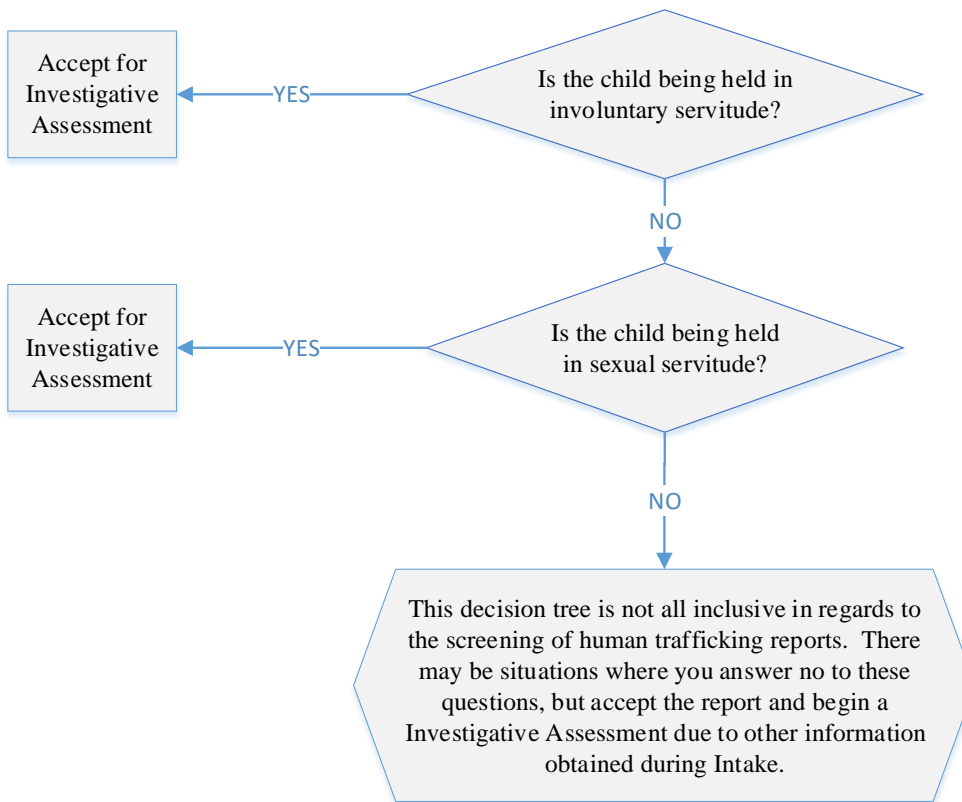 Accept for
Investigative
Assessment
YES
Is the child being held in
involuntary servitude?
NO
Accept for
Investigative
Assessment
YES
Is the child being held
in sexual servitude?
NO
This decision tree is not all inclusive in regards to
the screening of human trafficking reports.  There
may be situations where you answer no to these
questions, but accept the report and begin a
Investigative Assessment due to other information
obtained during Intake.